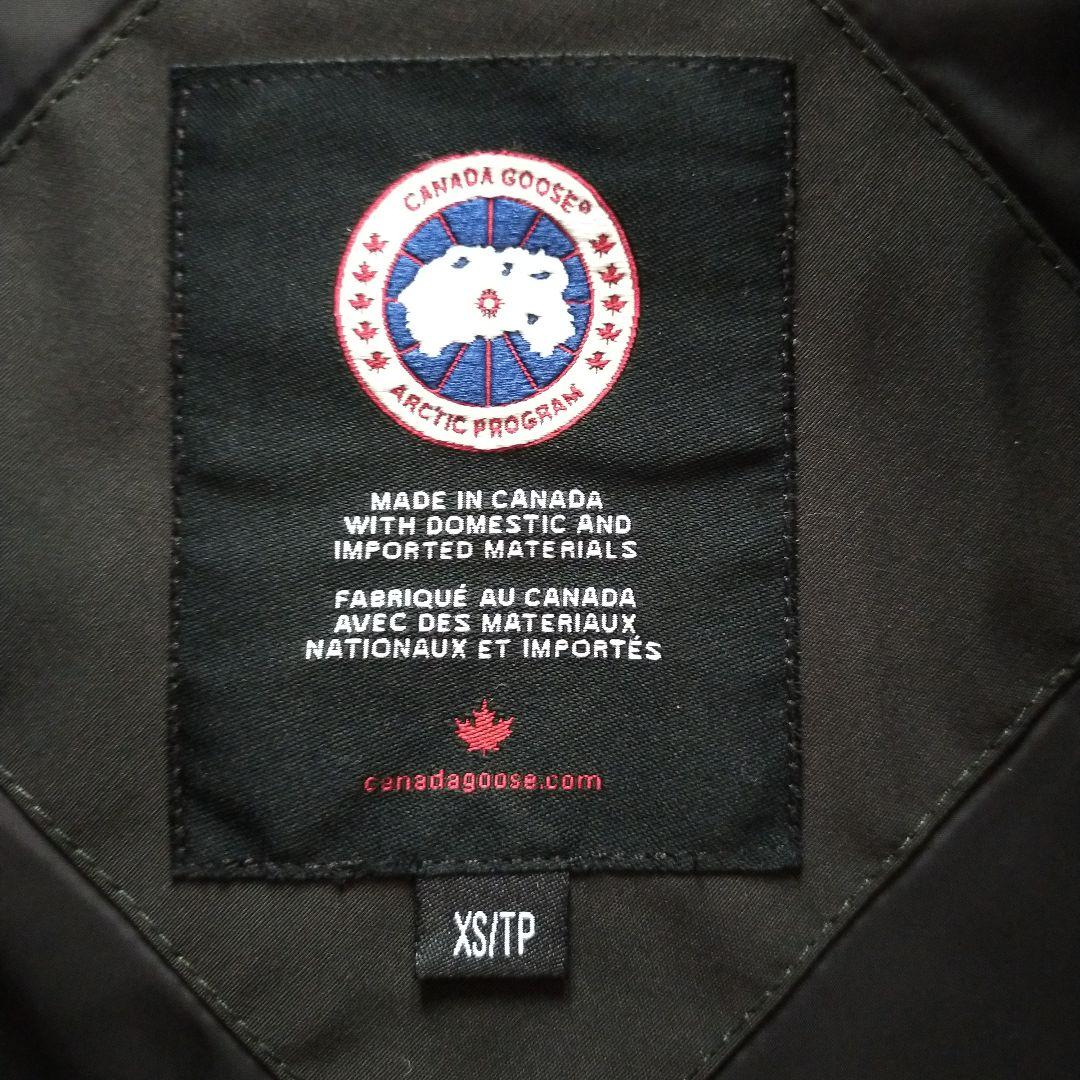 CANADA GOOSE®
ARCTIC PROGRAM
MADE IN CANADA
WITH DOMESTIC AND
IMPORTED MATERIALS
FABRIQUÉ AU CANADA
AVEC DES MATERIAUX
NATIONAUX ET IMPORTÉS
canadagoose.com
XS/TP